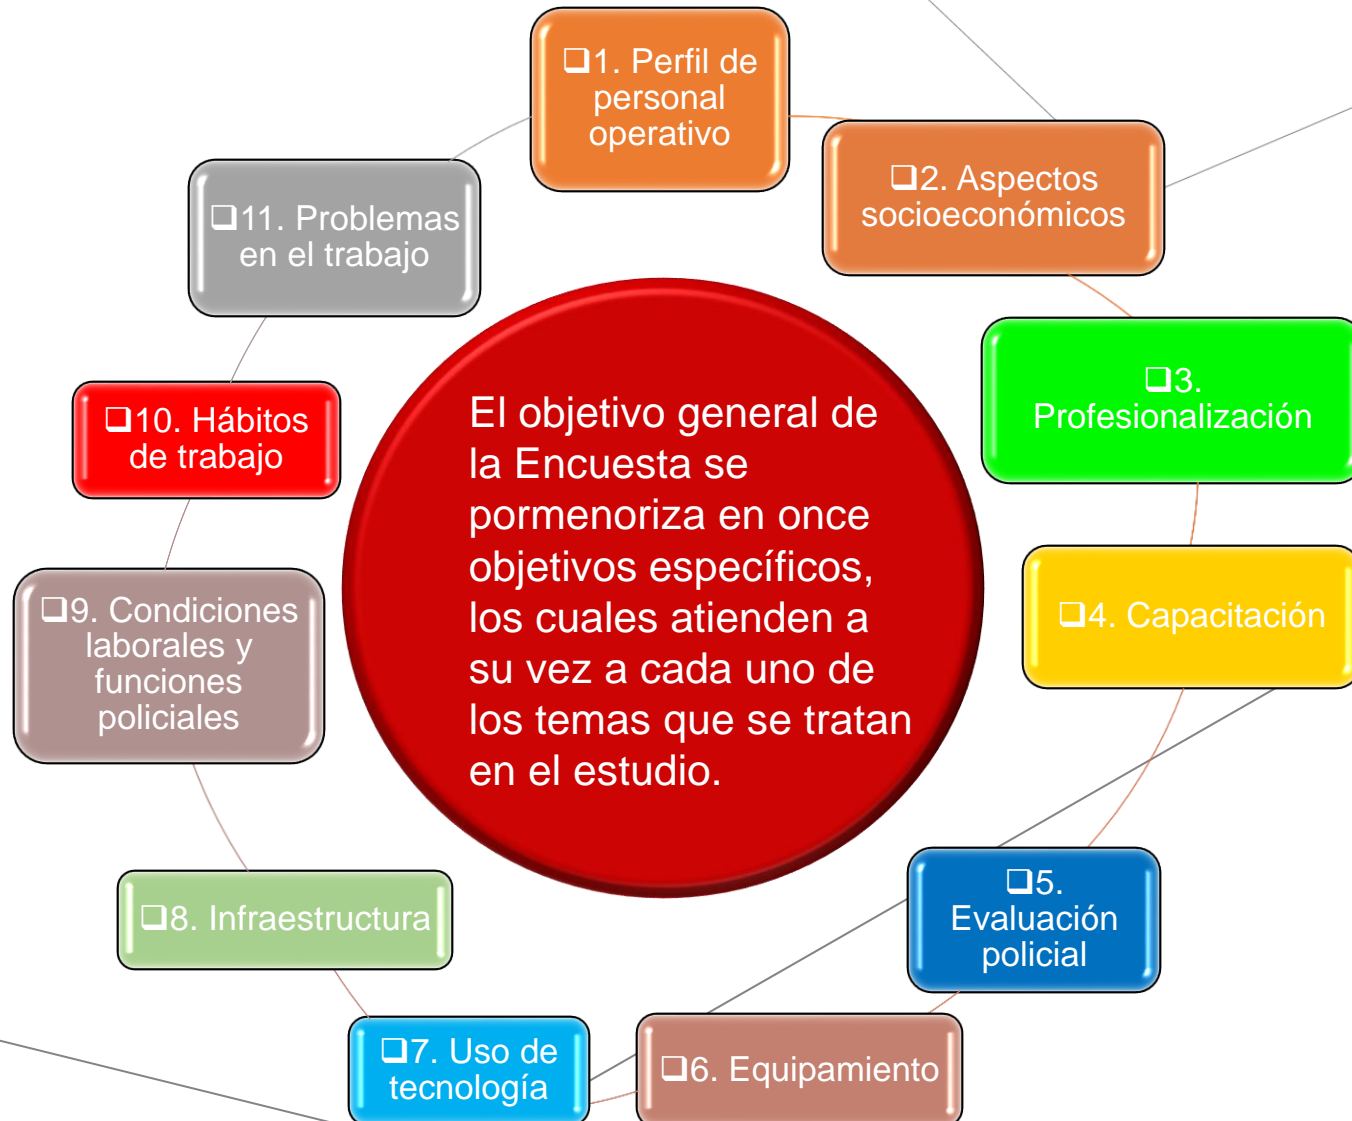 ❑1. Perfil de
personal
operativo
❑2. Aspectos
socioeconómicos
❑3.
Profesionalización
❑4. Capacitación
❑5.
Evaluación
policial
❑6. Equipamiento
❑7. Uso de
tecnología
❑8. Infraestructura
❑9. Condiciones
laborales y
funciones
policiales
❑10. Hábitos
de trabajo
❑11. Problemas
en el trabajo
El objetivo general de
la Encuesta se
pormenoriza en once
objetivos específicos,
los cuales atienden a
su vez a cada uno de
los temas que se tratan
en el estudio.